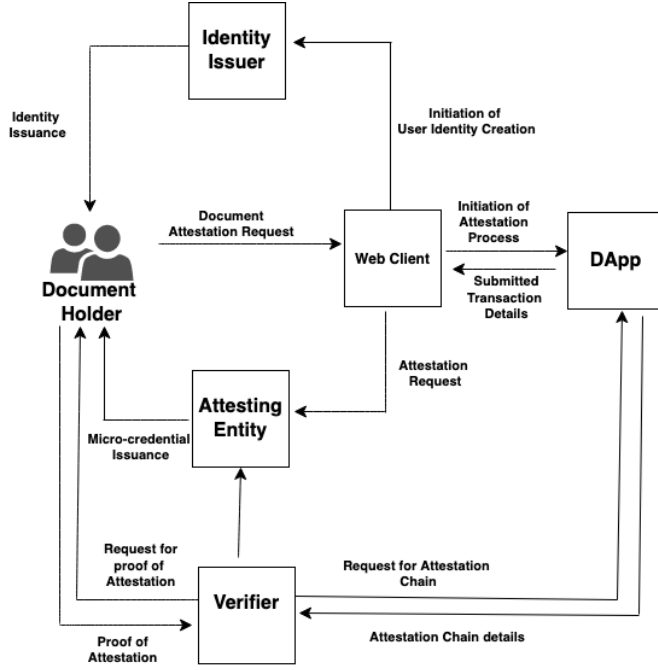 Identity
Issuer
Identity
Issuance
Initiation of
User Identity Creation
Document
Attestation Request
Web Client
Initiation of
Attestation
Process
DApp
Submitted
Transaction
Details
Document
Holder
Attestation
Request
Attesting
Entity
Micro-credential
Issuance
Request for
proof of
Attestation
Verifier
Request for Attestation
Chain
Proof of
Attestation
Attestation Chain details